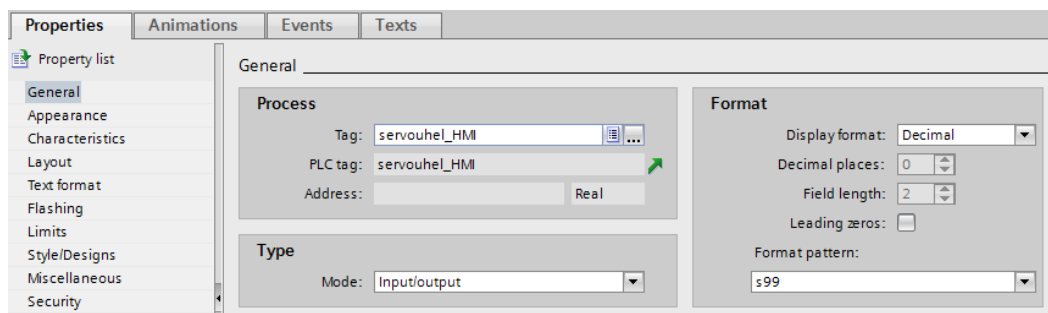 Properties Animations Events Texts
Property list
General
Appearance
Characteristics
Layout
Text format
Flashing
Limits
Style/Designs
Miscellaneous
Security
General
Process
Tag: servouhel_HMI ...
PLC tag: servouhel_HMI
Address: Real
Type
Mode: Input/output
Format
Display format: Decimal
Decimal places: 0
Field length: 2
Leading zeros:
Format pattern:
s99